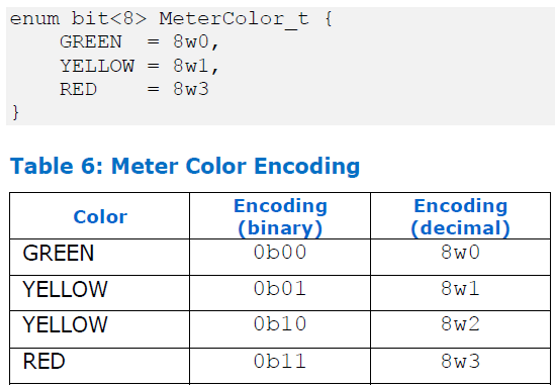 enum bit<8> MeterColor_t {
    GREEN  = 8w0,
    YELLOW = 8w1,
    RED    = 8w3
}
Table 6: Meter Color Encoding
Color Encoding (binary) Encoding (decimal)
GREEN 0b00 8w0
YELLOW 0b01 8w1
YELLOW 0b10 8w2
RED 0b11 8w3